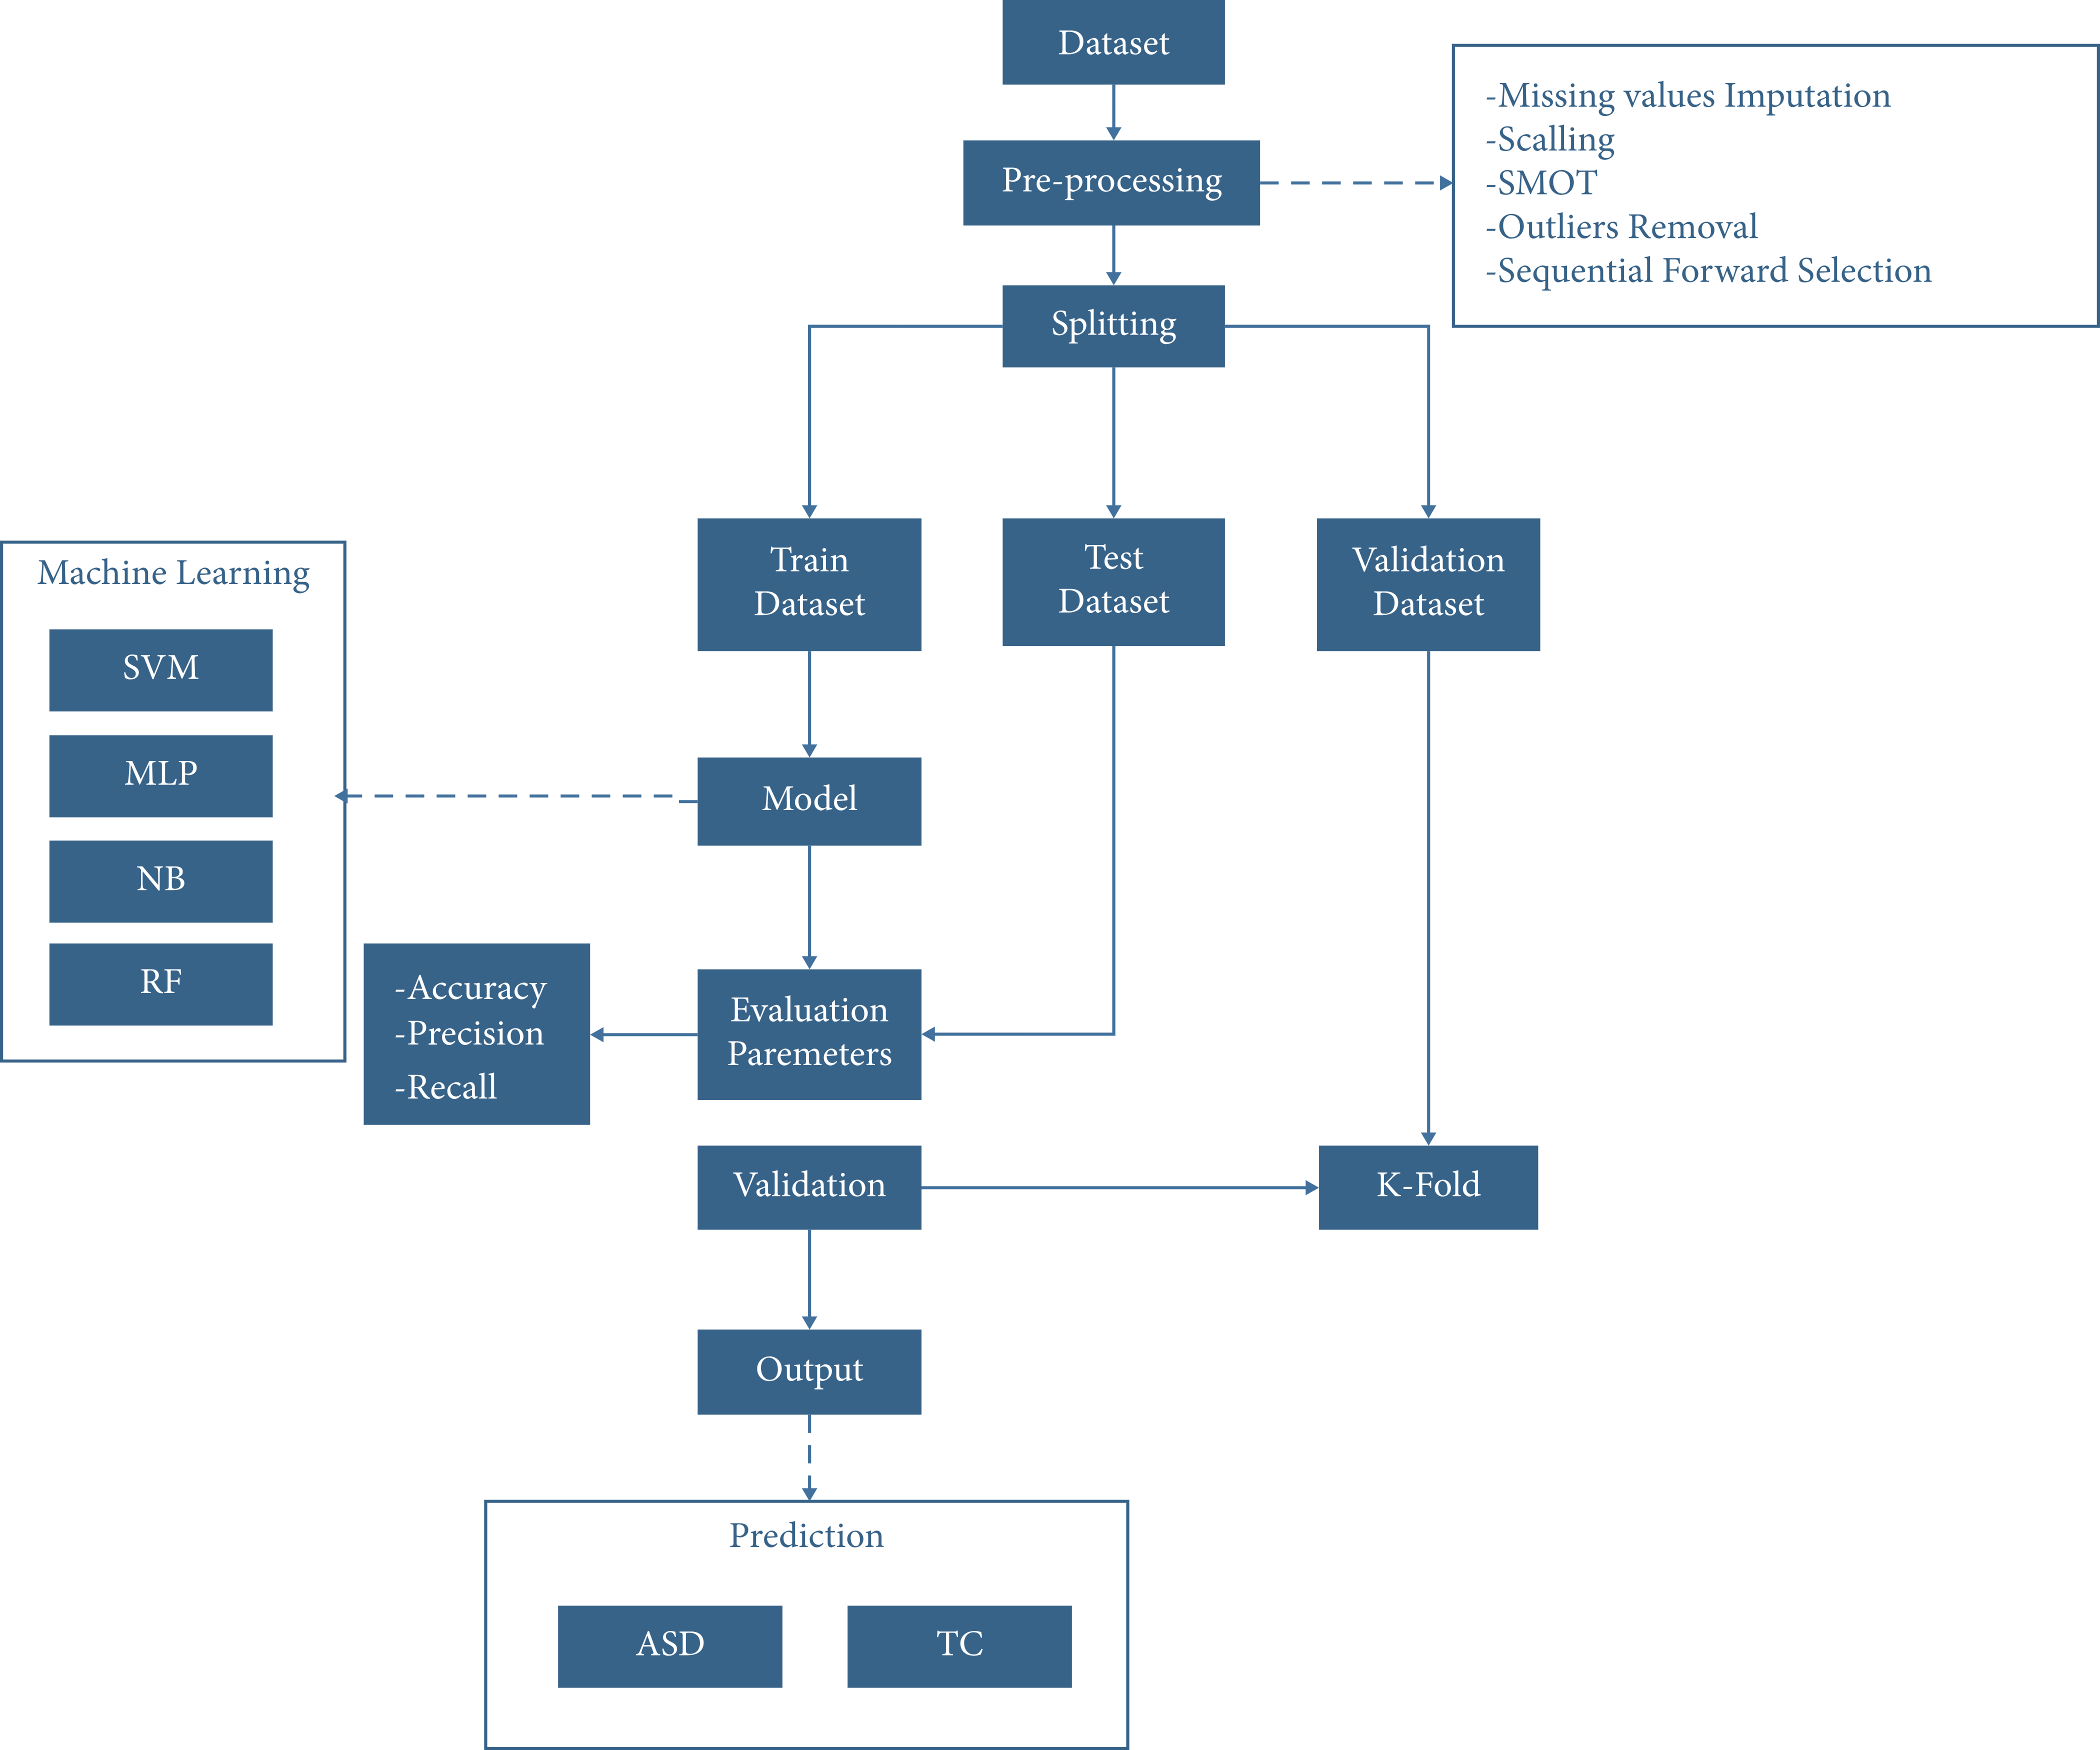 Dataset
Pre-processing
-Missing values Imputation
-Scalling
-SMOT
-Outliers Removal
-Sequential Forward Selection
Splitting
Train
Dataset
Test
Dataset
Validation
Dataset
Machine Learning
SVM
MLP
NB
RF
Model
-Accuracy
-Precision
-Recall
Evaluation
Paremeters
Validation
K-Fold
Output
Prediction
ASD
TC